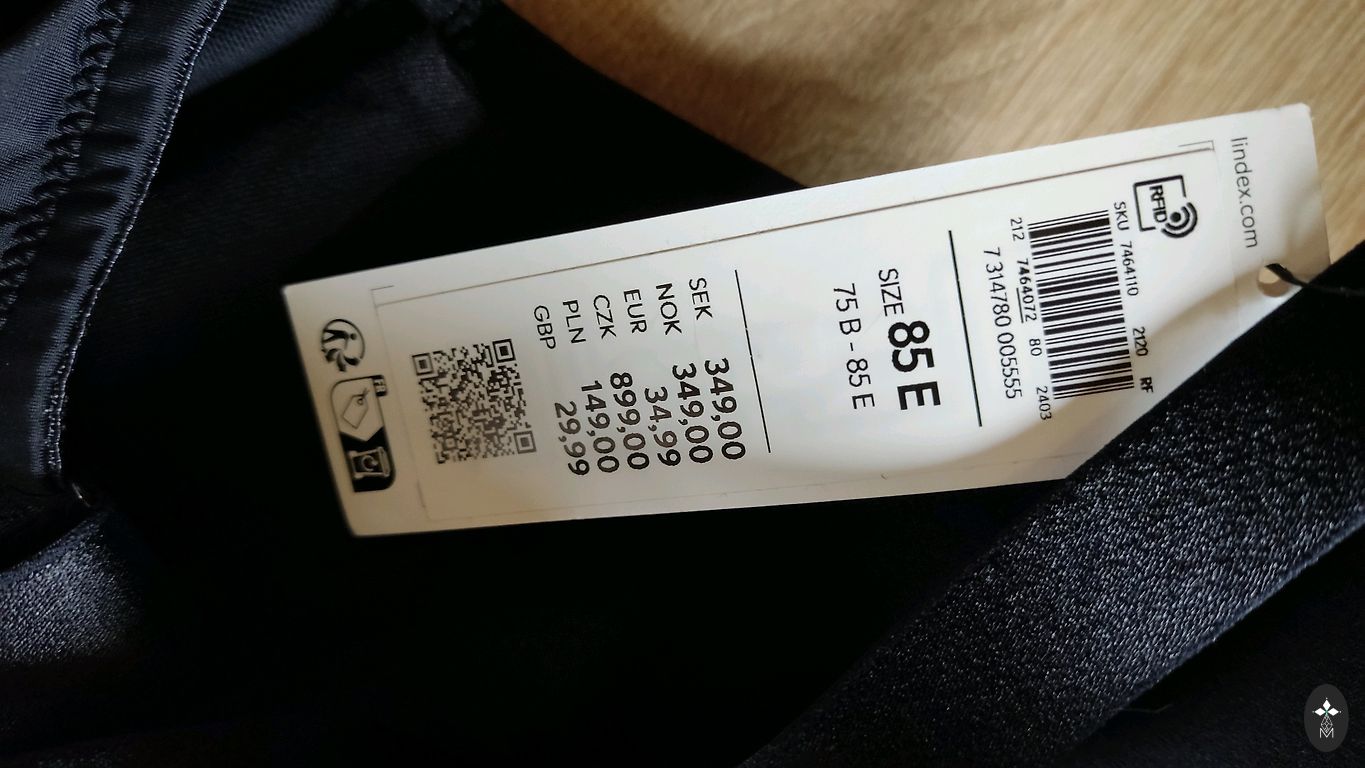 lindex.com
RFID
SKU 7464110 2120 RF
212 7464072 80 2403
7 314780 005555
SIZE 85 E
75 B - 85 E
SEK 349,00
NOK 349,00
EUR 34,99
CZK 899,00
PLN 149,00
GBP 29,99
FR
M